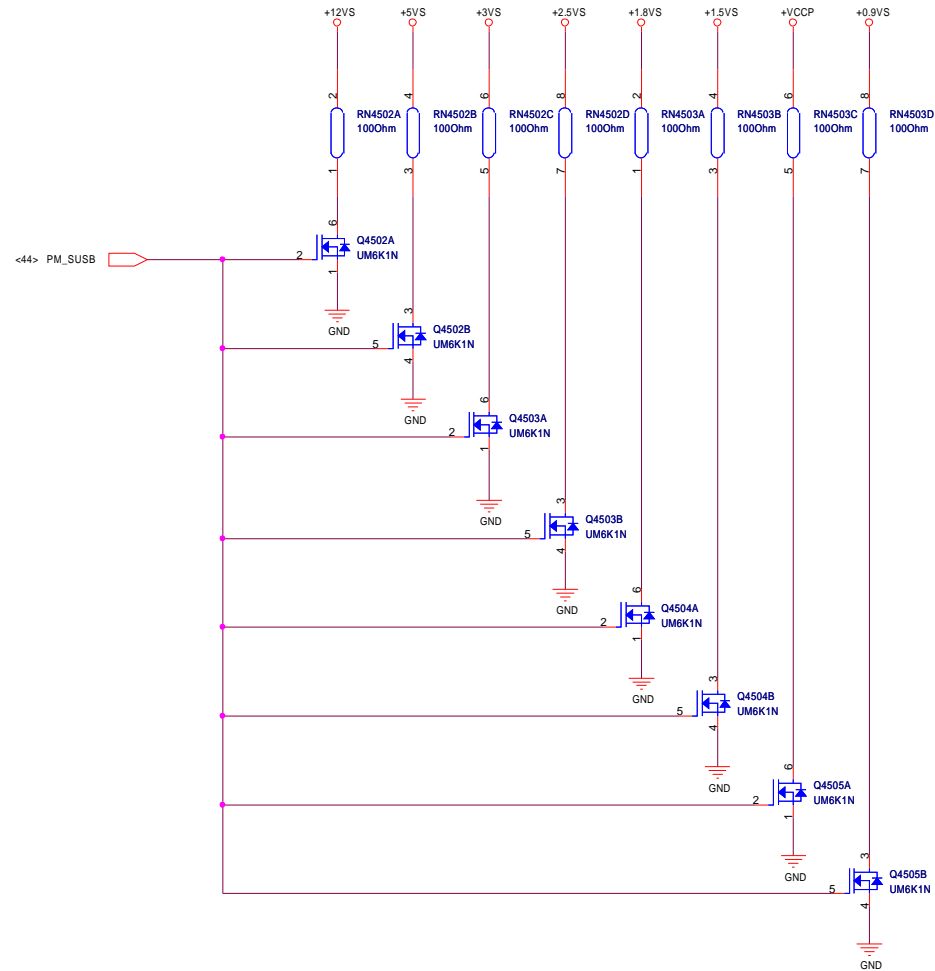 +12VS +5VS +3VS +2.5VS +1.8VS +1.5VS +VCCP +0.9VS
2 4 6 8 2 4 6 8
RN4502A RN4502B RN4502C RN4502D RN4503A RN4503B RN4503C RN4503D
100Ohm 100Ohm 100Ohm 100Ohm 100Ohm 100Ohm 100Ohm 100Ohm
1 3 5 7 1 3 5 7
6
Q4502A
UM6K1N
<44> PM_SUSB
2
1
GND
3
Q4502B
UM6K1N
5
4
GND
6
Q4503A
UM6K1N
2
1
GND
3
Q4503B
UM6K1N
5
4
GND
6
Q4504A
UM6K1N
2
1
GND
3
Q4504B
UM6K1N
5
4
GND
6
Q4505A
UM6K1N
2
1
GND
3
Q4505B
UM6K1N
5
4
GND